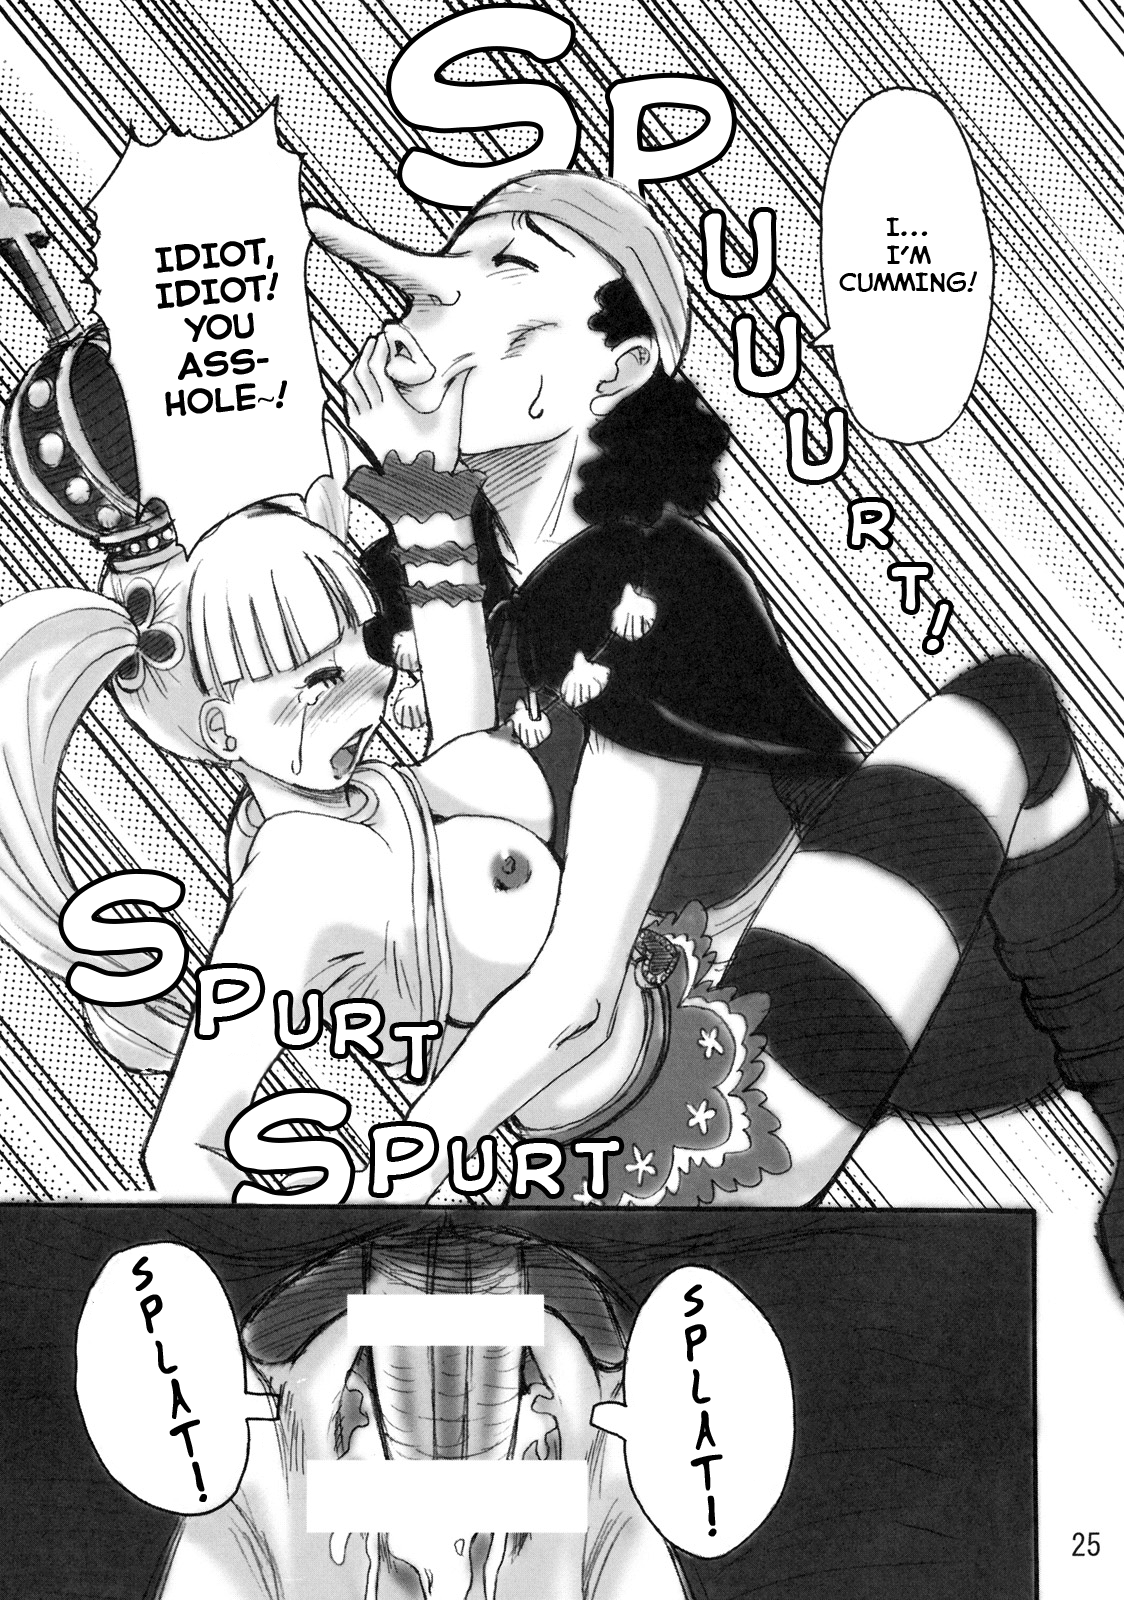 SPUUURT!
I...
I'M
CUMMING!
IDIOT,
IDIOT!
YOU
ASS-
HOLE~!
SPURT
SPURT
SPLAT!
SPLAT!
25